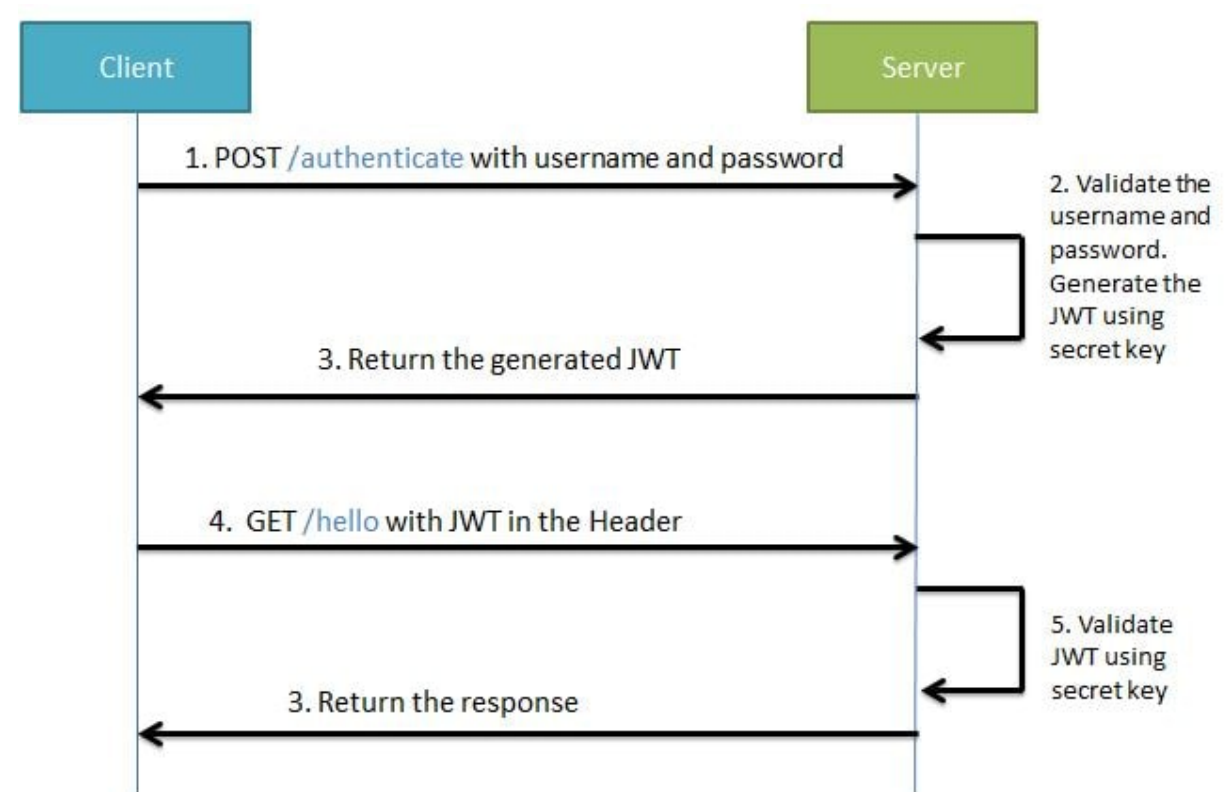 Client
Server
1. POST /authenticate with username and password
2. Validate the
username and
password.
Generate the
JWT using
secret key
3. Return the generated JWT
4. GET /hello with JWT in the Header
5. Validate
JWT using
secret key
3. Return the response